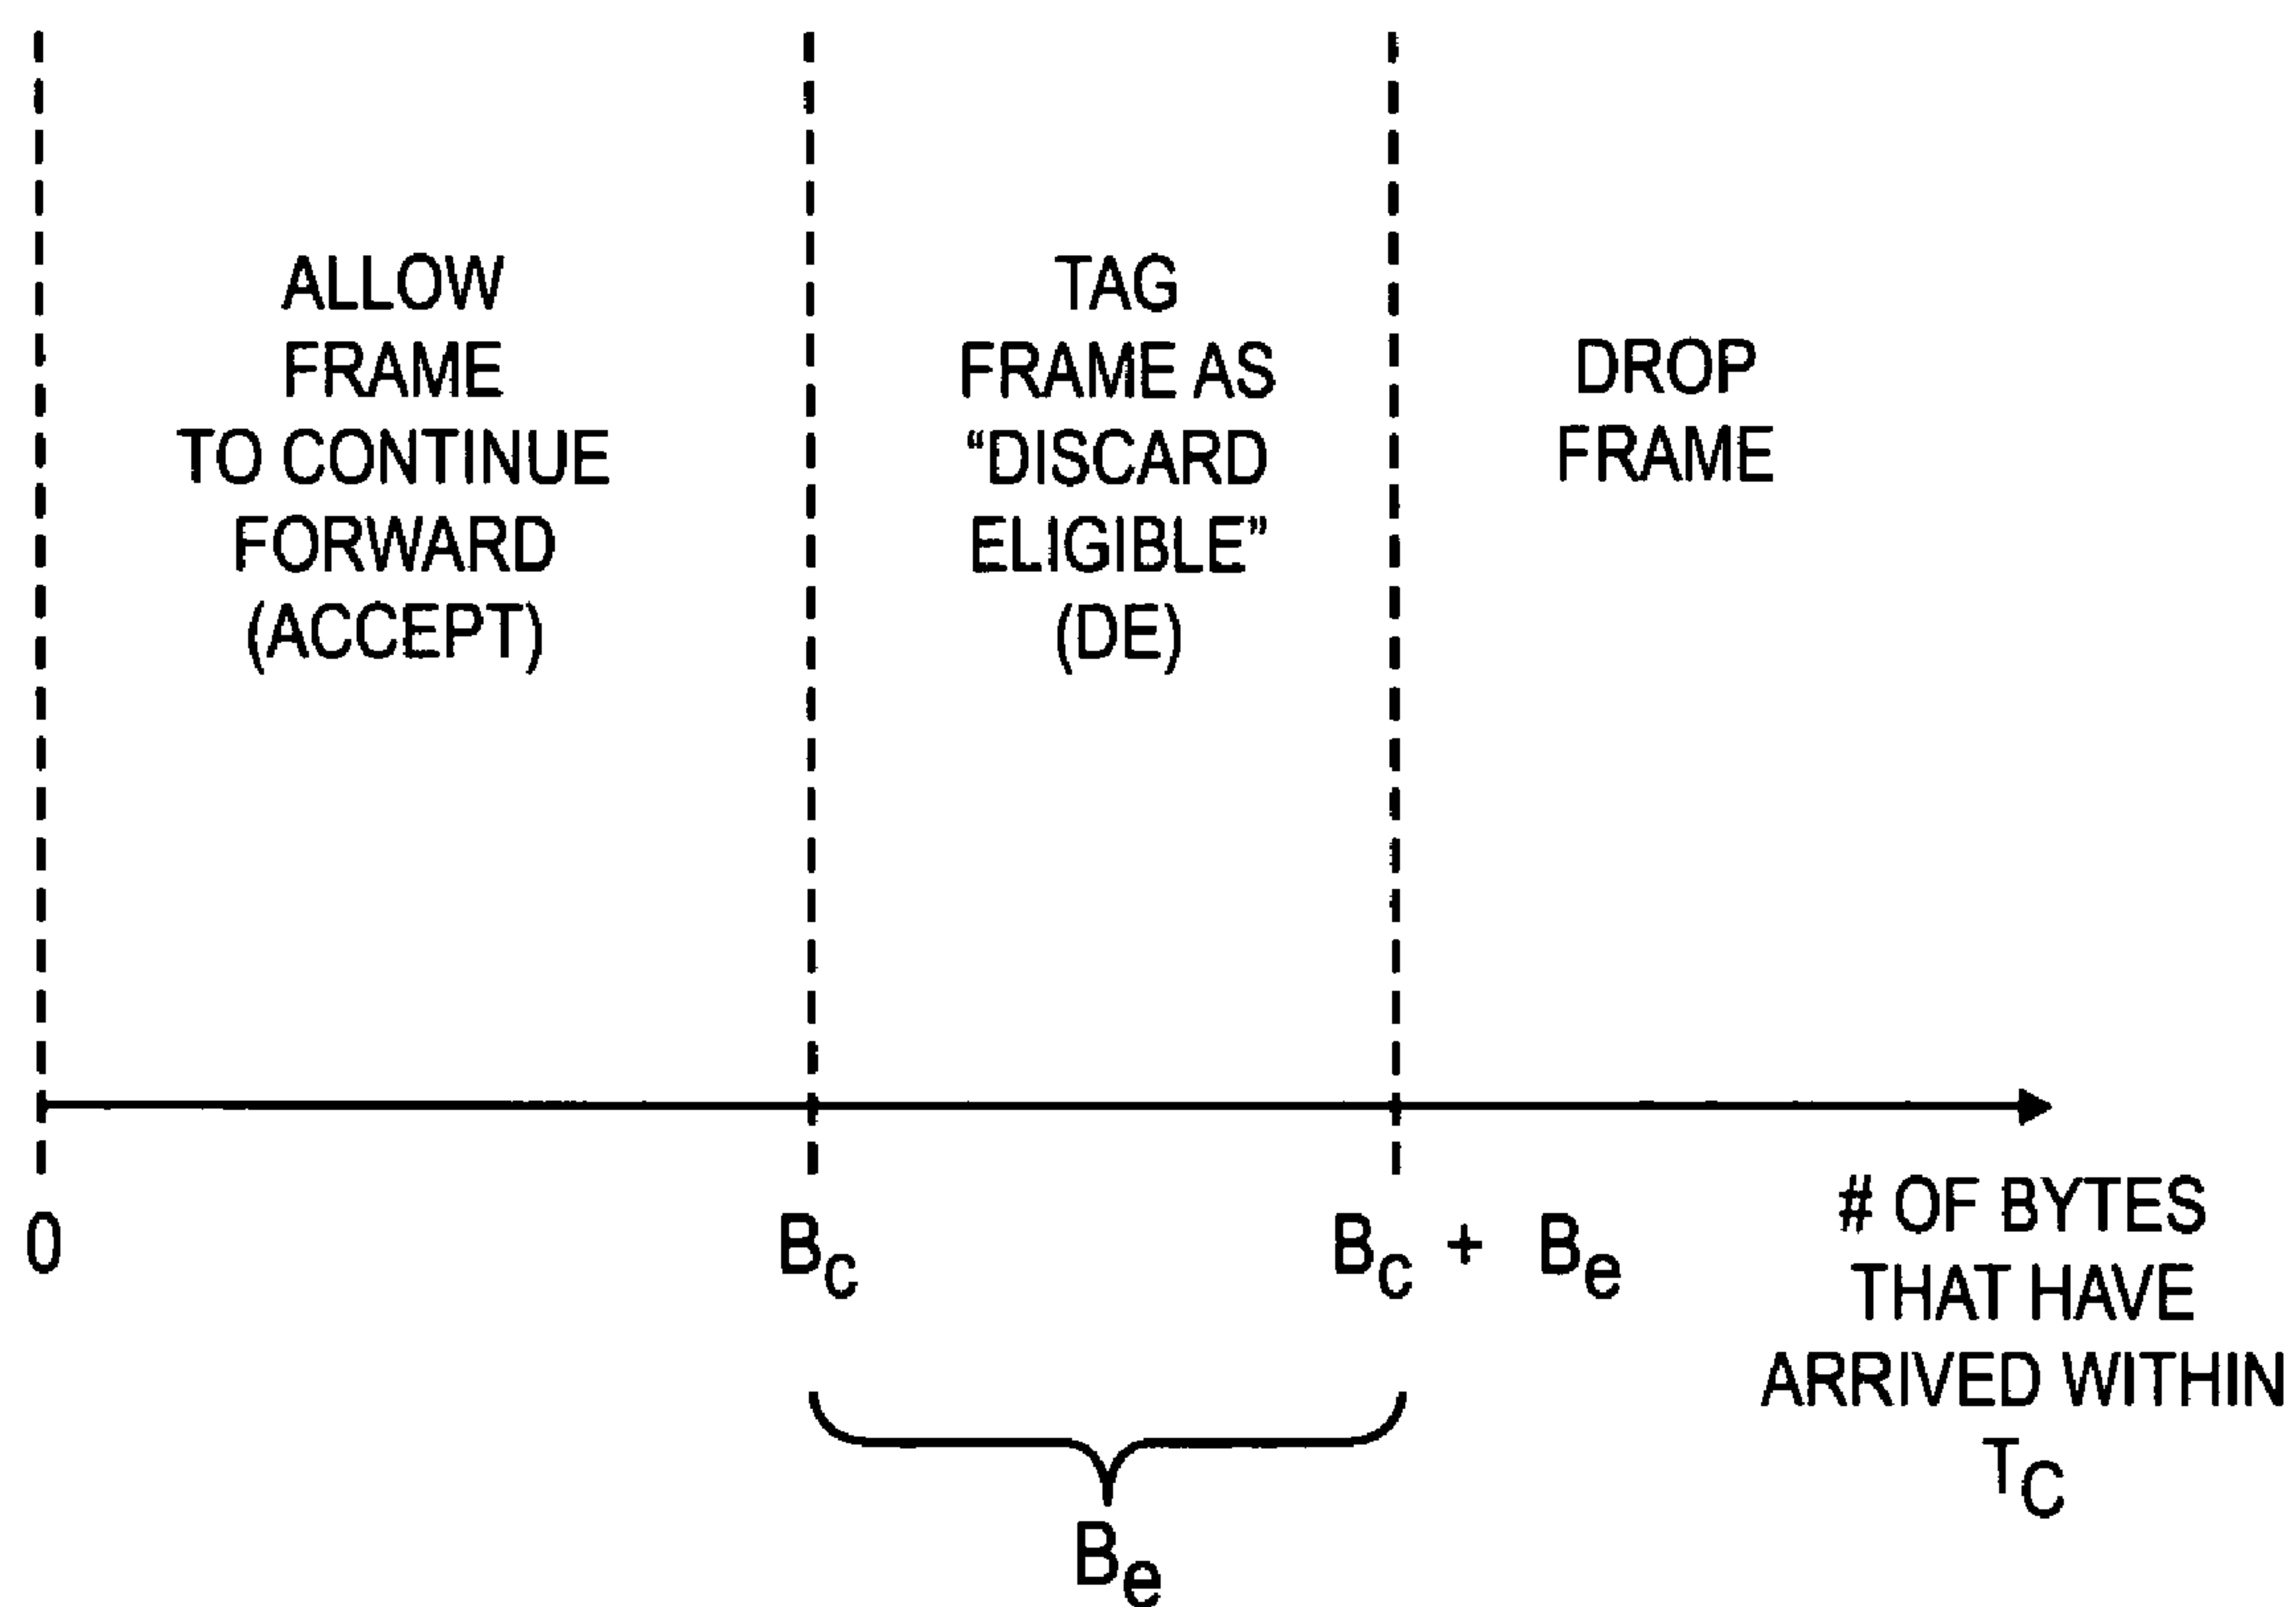 ALLOW
FRAME
TO CONTINUE
FORWARD
(ACCEPT)
TAG
FRAME AS
“DISCARD
ELIGIBLE”
(DE)
DROP
FRAME
0
Bc
Bc + Be
# OF BYTES
THAT HAVE
ARRIVED WITHIN
TC
Be